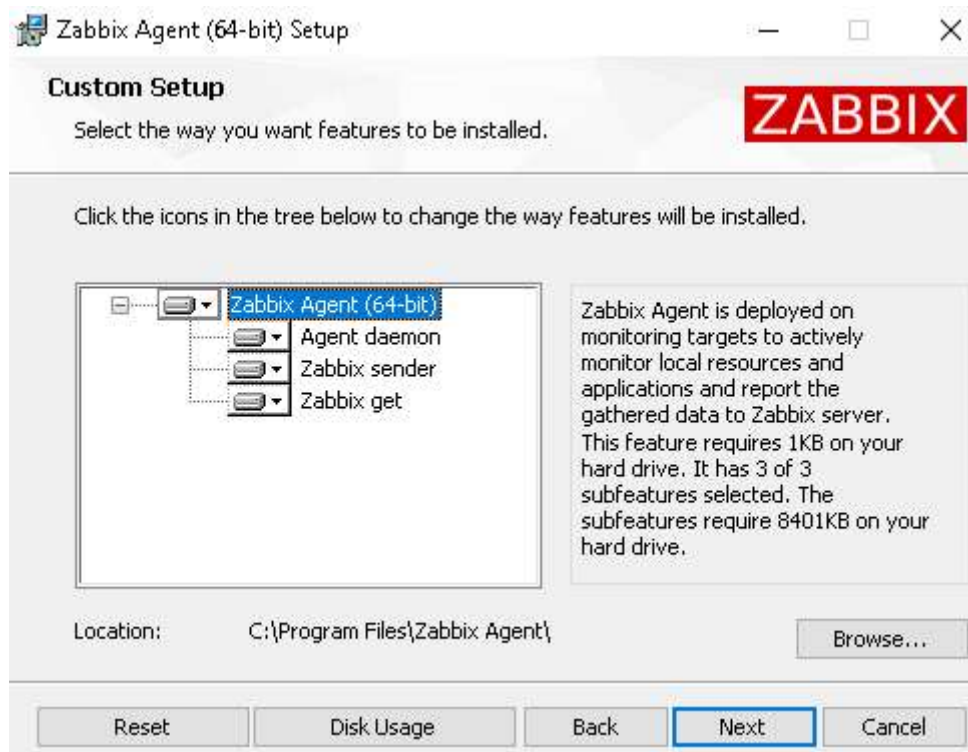 Zabbix Agent (64-bit) Setup
Custom Setup
Select the way you want features to be installed.
ZABBIX
Click the icons in the tree below to change the way features will be installed.
Zabbix Agent (64-bit)
Agent daemon
Zabbix sender
Zabbix get
Zabbix Agent is deployed on
monitoring targets to actively
monitor local resources and
applications and report the
gathered data to Zabbix server.
This feature requires 1KB on your
hard drive. It has 3 of 3
subfeatures selected. The
subfeatures require 8401KB on your
hard drive.
Location: C:\Program Files\Zabbix Agent\
Browse...
Reset Disk Usage Back Next Cancel